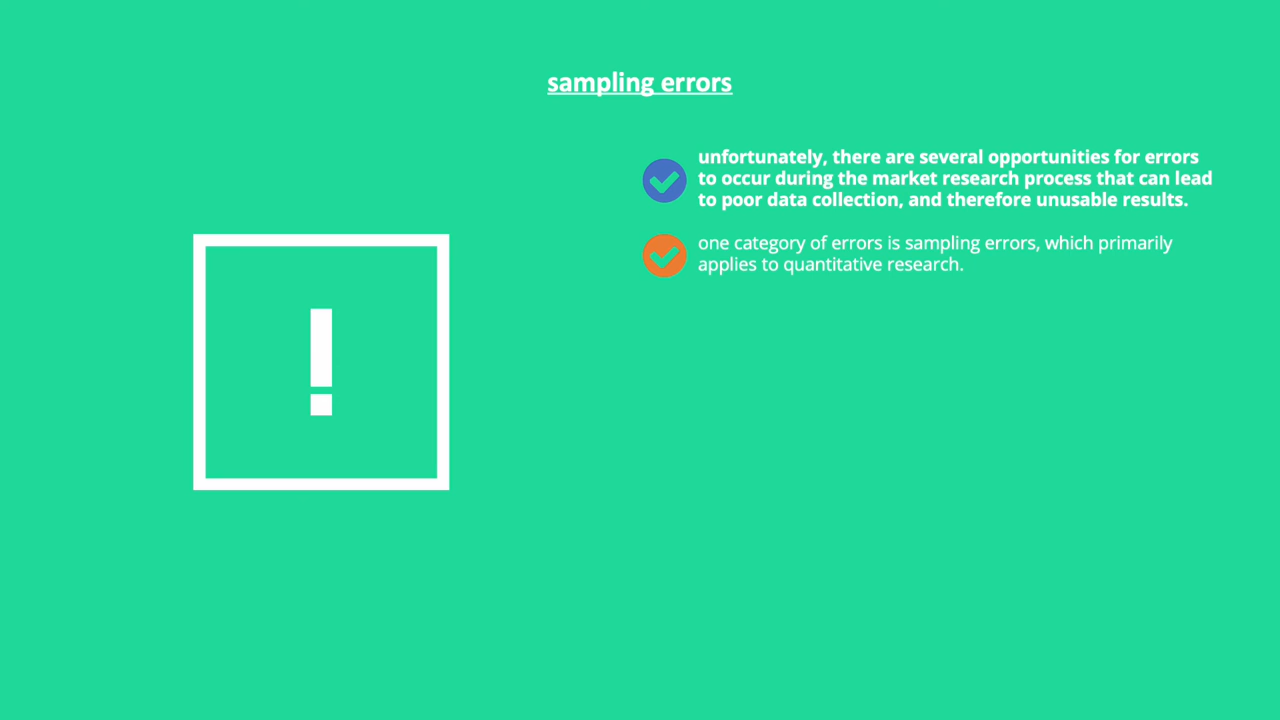 sampling errors
unfortunately, there are several opportunities for errors
to occur during the market research process that can lead
to poor data collection, and therefore unusable results.
one category of errors is sampling errors, which primarily
applies to quantitative research.
!